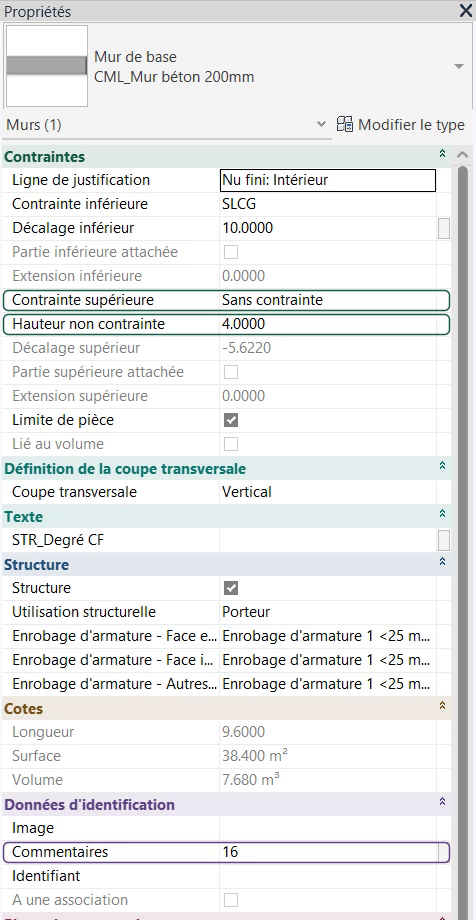 Propriétés
Mur de base
CML_Mur béton 200mm
Murs (1) Modifier le type
Contraintes
Ligne de justification Nu fini: Intérieur
Contrainte inférieure SLCG
Décalage inférieur 10.0000
Partie inférieure attachée
Extension inférieure 0.0000
Contrainte supérieure Sans contrainte
Hauteur non contrainte 4.0000
Décalage supérieur -5.6220
Partie supérieure attachée
Extension supérieure 0.0000
Limite de pièce
Lié au volume
Définition de la coupe transversale
Coupe transversale Vertical
Texte
STR_Degré CF
Structure
Structure
Utilisation structurelle Porteur
Enrobage d'armature - Face e... Enrobage d'armature 1 <25 m...
Enrobage d'armature - Face i... Enrobage d'armature 1 <25 m...
Enrobage d'armature - Autres... Enrobage d'armature 1 <25 m...
Cotes
Longueur 9.6000
Surface 38.400 m²
Volume 7.680 m³
Données d'identification
Image
Commentaires 16
Identifiant
A une association